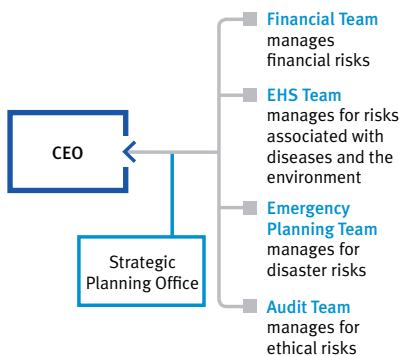 Financial Team
manages
financial risks
EHS Team
manages for risks
associated with
diseases and the
environment
CEO
Emergency
Planning Team
manages for
disaster risks
Strategic
Planning Office
Audit Team
manages for
ethical risks